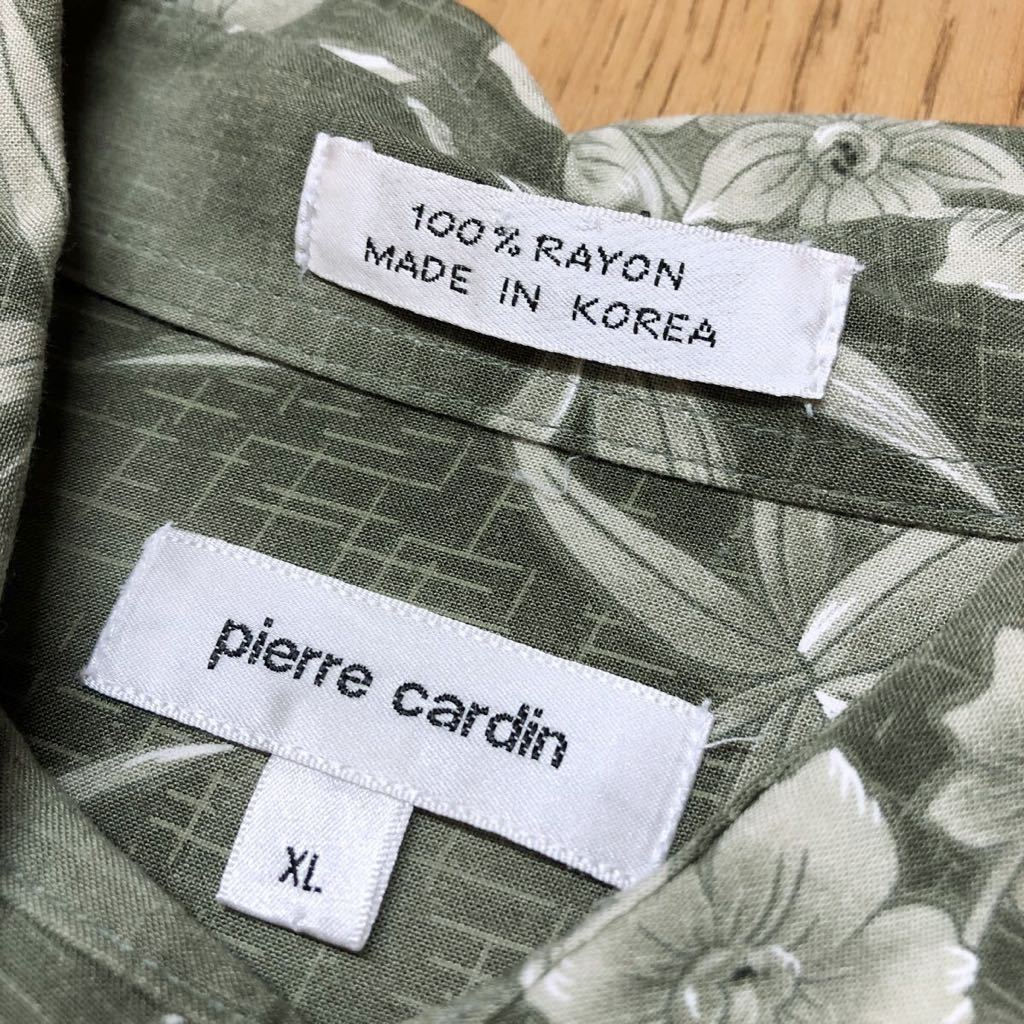 100% RAYON
MADE IN KOREA
pierre cardin
XL